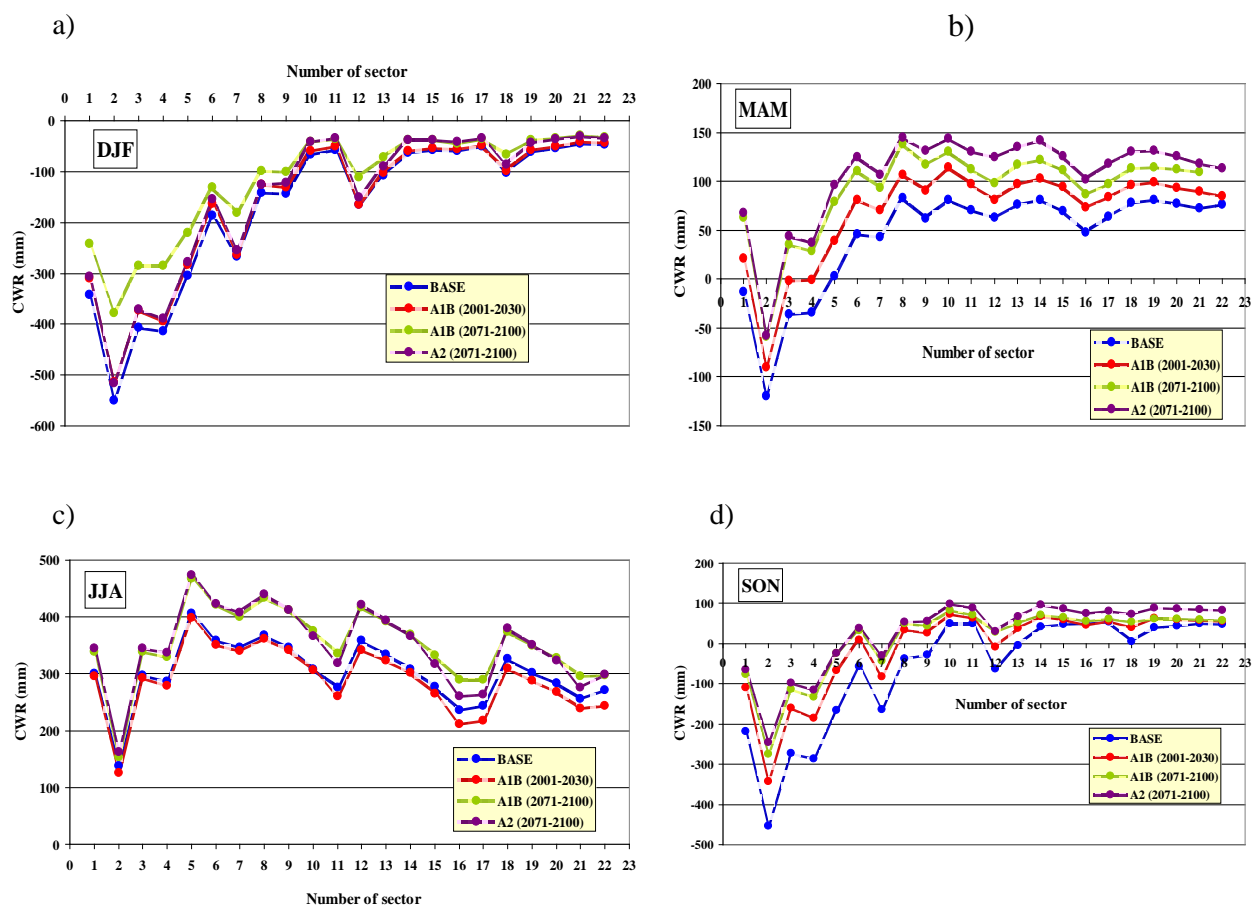 a)
Number of sector
0 1 2 3 4 5 6 7 8 9 10 11 12 13 14 15 16 17 18 19 20 21 22 23
0
-100
-200
-300
-400
-500
-600
CWR (mm)
DJF
BASE
A1B (2001-2030)
A1B (2071-2100)
A2 (2071-2100)
b)
200
150
100
50
0
-50
-100
-150
CWR (mm)
MAM
0 1 2 3 4 5 6 7 8 9 10 11 12 13 14 15 16 17 18 19 20 21 22 23
Number of sector
BASE
A1B (2001-2030)
A1B (2071-2100)
A2 (2071-2100)
c)
500
400
300
200
100
0
CWR (mm)
JJA
BASE
A1B (2001-2030)
A1B (2071-2100)
A2 (2071-2100)
0 1 2 3 4 5 6 7 8 9 10 11 12 13 14 15 16 17 18 19 20 21 22 23
Number of sector
d)
200
100
0
-100
-200
-300
-400
-500
CWR (mm)
SON
0 1 2 3 4 5 6 7 8 9 10 11 12 13 14 15 16 17 18 19 20 21 22 23
Number of sector
BASE
A1B (2001-2030)
A1B (2071-2100)
A2 (2071-2100)